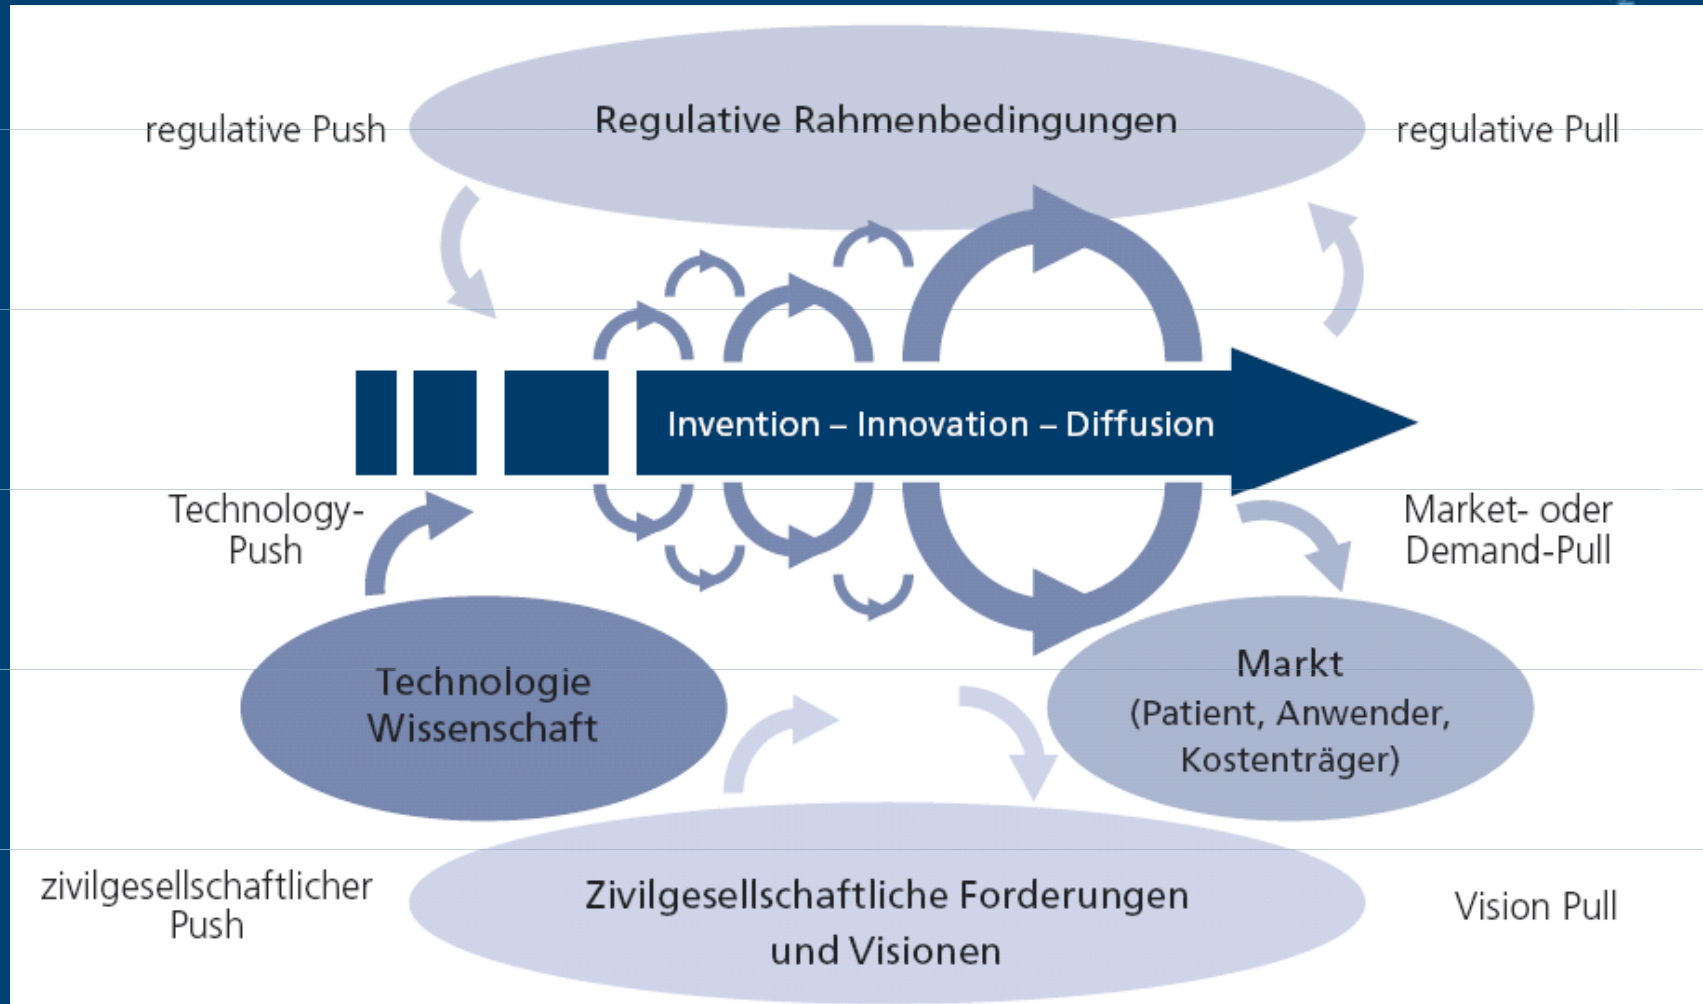 regulative Push
Regulative Rahmenbedingungen
regulative Pull
Invention – Innovation – Diffusion
Technology-
Push
Market- oder
Demand-Pull
Technologie
Wissenschaft
Markt
(Patient, Anwender,
Kostenträger)
zivilgesellschaftlicher
Push
Zivilgesellschaftliche Forderungen
und Visionen
Vision Pull